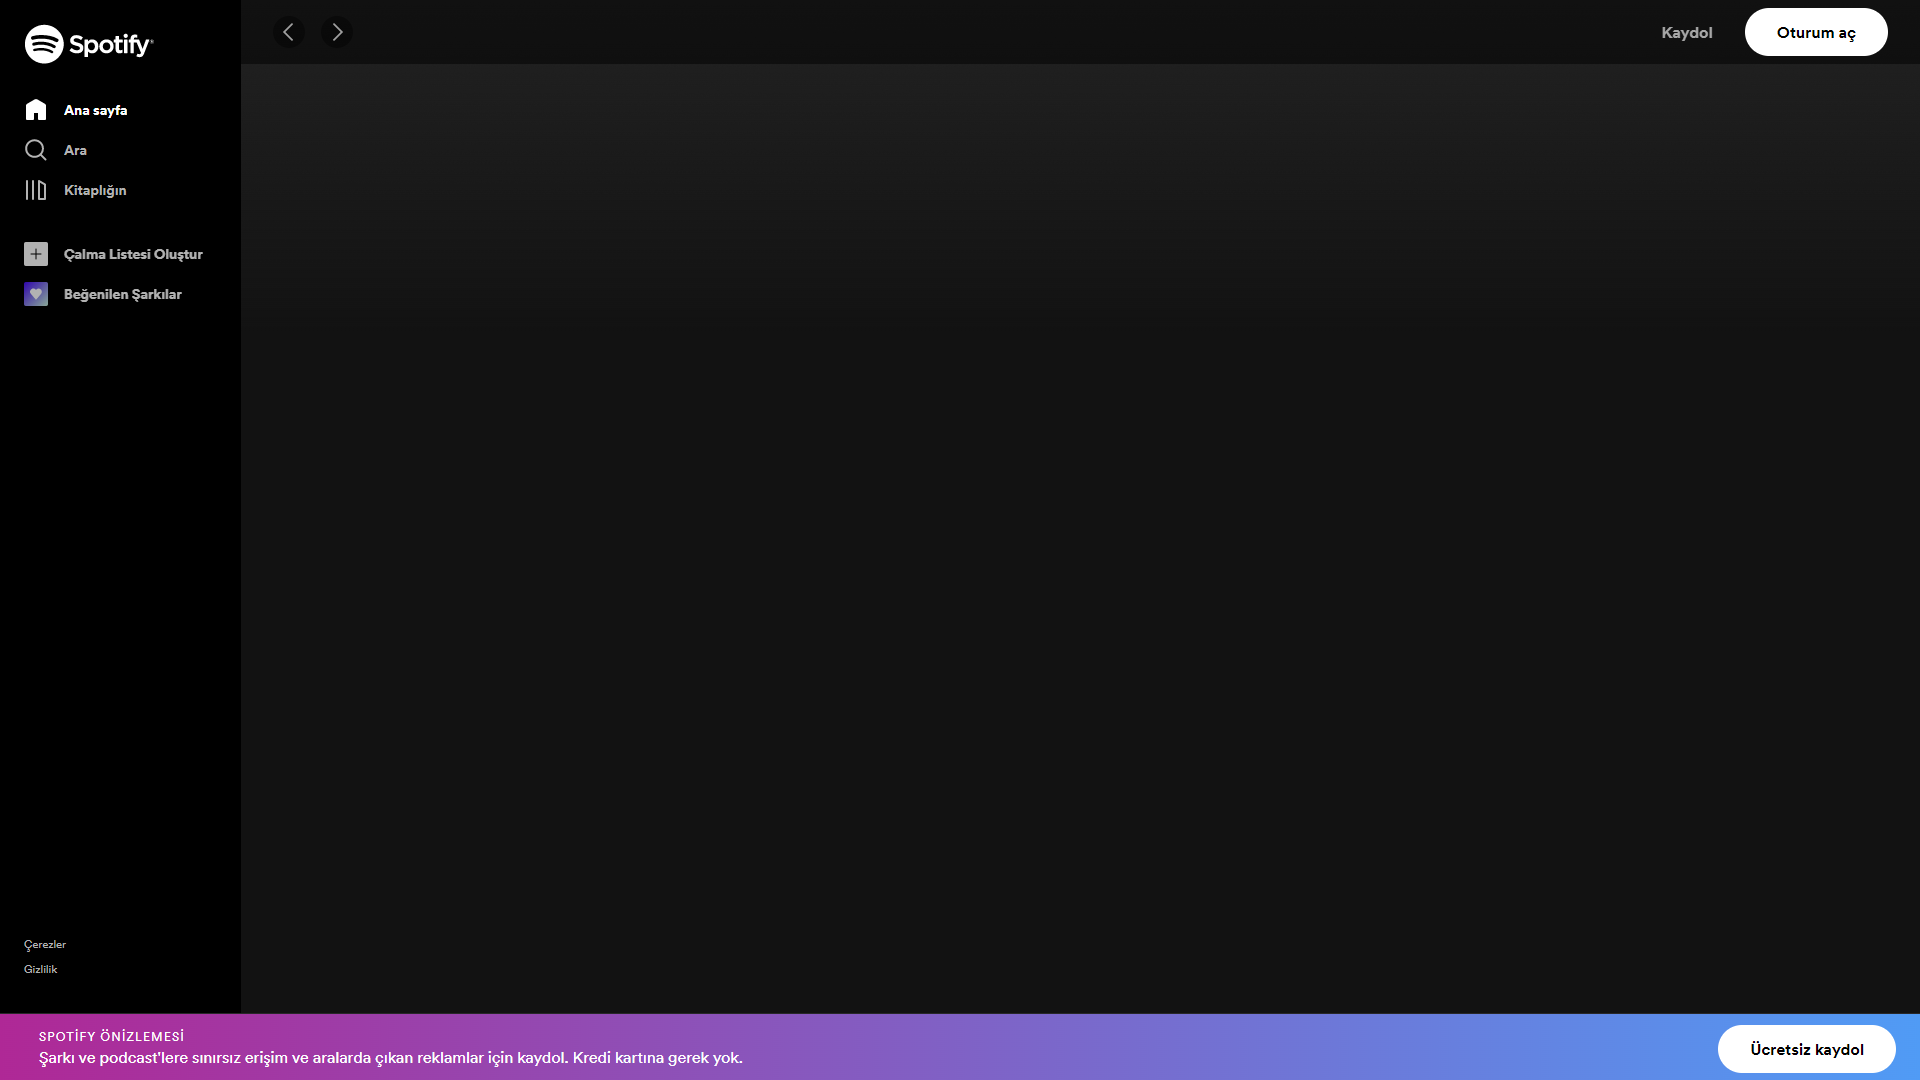 Spotify
Kaydol
Oturum aç
Ana sayfa
Ara
Kitaplığın
Çalma Listesi Oluştur
Beğenilen Şarkılar
Çerezler
Gizlilik
SPOTİFY ÖNİZLEMESİ
Şarkı ve podcast'lere sınırsız erişim ve aralarda çıkan reklamlar için kaydol. Kredi kartına gerek yok.
Ücretsiz kaydol